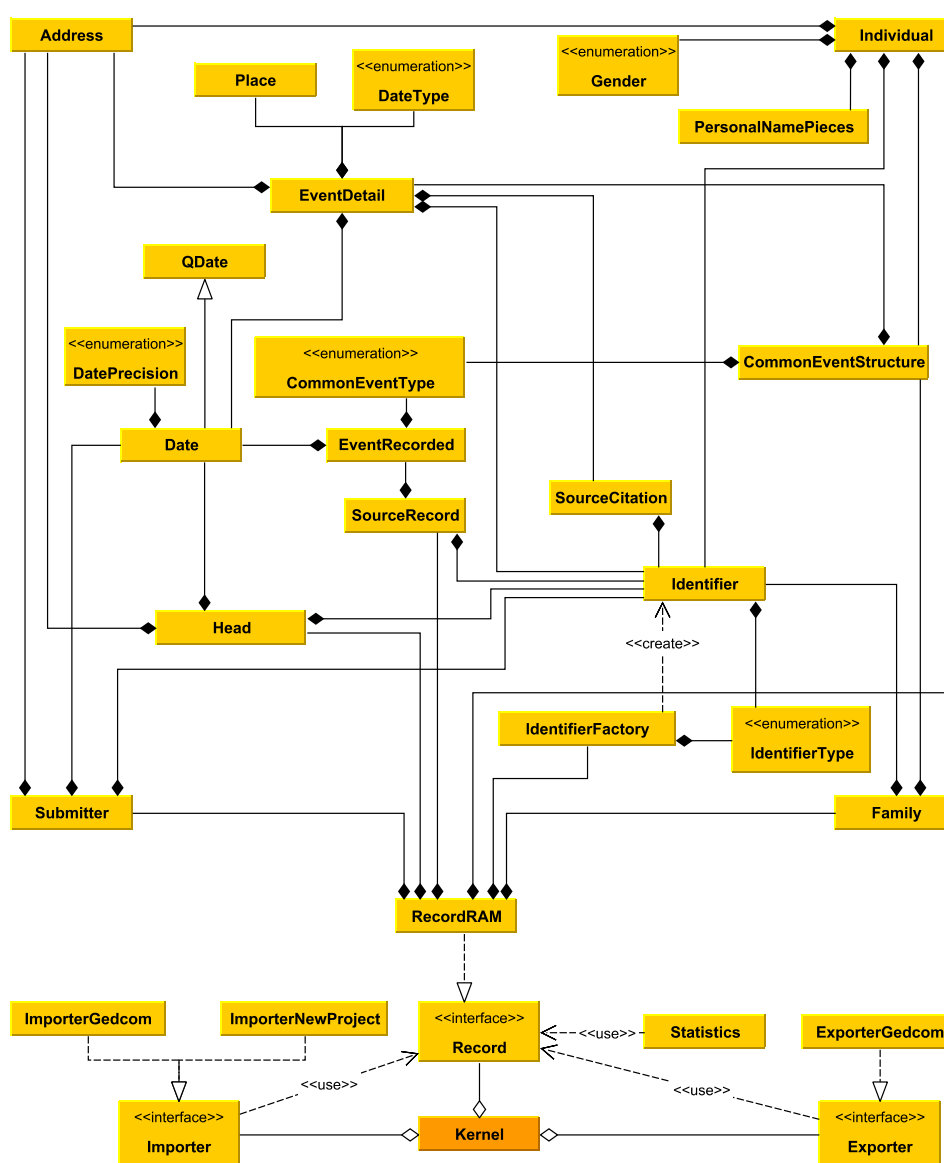 Address
Individual
<<enumeration>>
Gender
Place
<<enumeration>>
DateType
PersonalNamePieces
EventDetail
QDate
<<enumeration>>
DatePrecision
<<enumeration>>
CommonEventType
CommonEventStructure
Date
EventRecorded
SourceCitation
SourceRecord
Identifier
Head
<<create>>
IdentifierFactory
<<enumeration>>
IdentifierType
Submitter
Family
RecordRAM
ImporterGedcom
ImporterNewProject
<<interface>>
Record
<<use>>
Statistics
ExporterGedcom
<<use>>
<<use>>
<<interface>>
Importer
Kernel
<<interface>>
Exporter